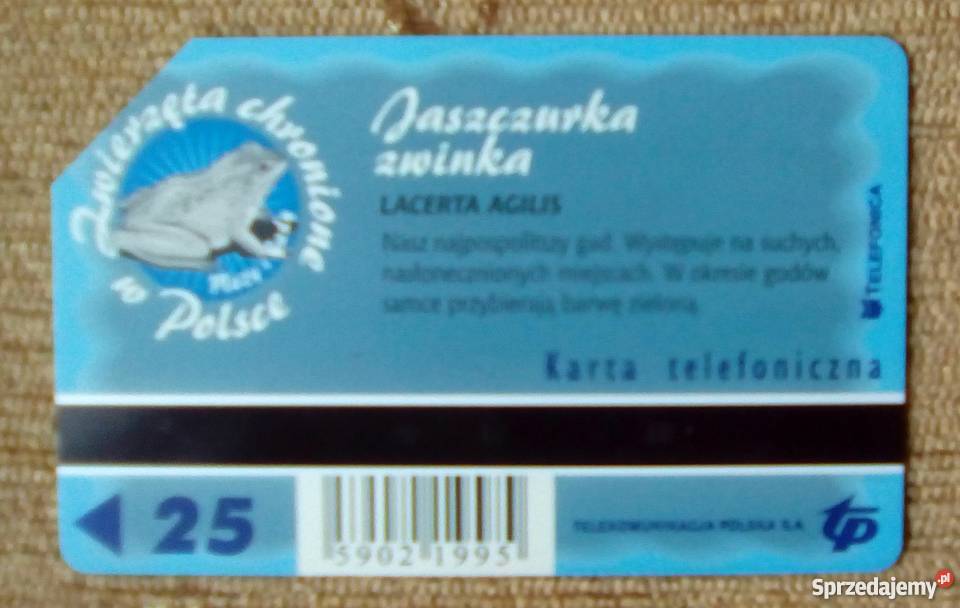 Zwierzęta chronione
w Polsce
Jaszczurka
zwinka
LACERTA AGILIS
Nasz najpospolitszy gad. Występuje na suchych,
nasłonecznionych miejscach. W okresie godów
samce przybierają barwę zieloną.
TELEFONICA
Karta telefoniczna
25
5902 1995
TELEKOMUNIKACJA POLSKA S.A.
tp
Sprzedajemy.pl